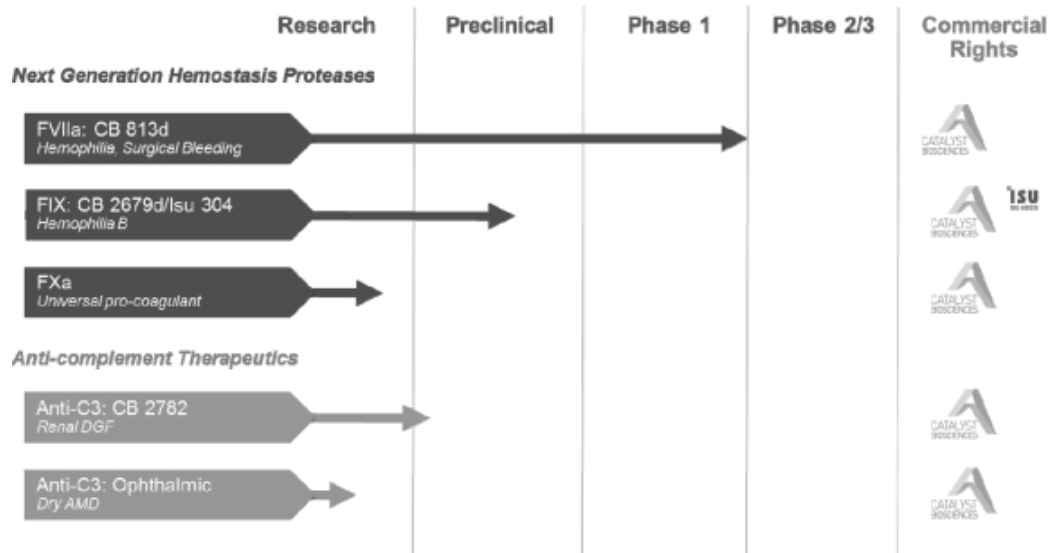 Research Preclinical Phase 1 Phase 2/3 Commercial
Rights
Next Generation Hemostasis Proteases
FVIIa: CB 813d
Hemophilia, Surgical Bleeding
CATALYST
BIOSCIENCES
FIX: CB 2679d/Isu 304
Hemophilia B
CATALYST
BIOSCIENCES
ISU
FXa
Universal pro-coagulant
CATALYST
BIOSCIENCES
Anti-complement Therapeutics
Anti-C3: CB 2782
Renal DGF
CATALYST
BIOSCIENCES
Anti-C3: Ophthalmic
Dry AMD
CATALYST
BIOSCIENCES